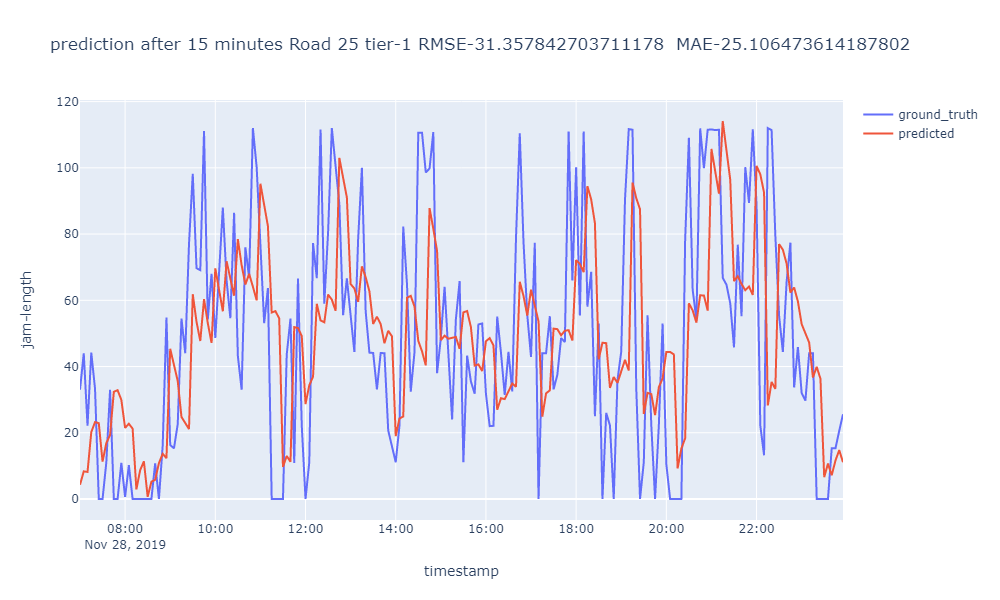 prediction after 15 minutes Road 25 tier-1 RMSE-31.357842703711178 MAE-25.106473614187802
ground_truth
predicted
jam-length
120
100
80
60
40
20
0
08:00 10:00 12:00 14:00 16:00 18:00 20:00 22:00
Nov 28, 2019
timestamp